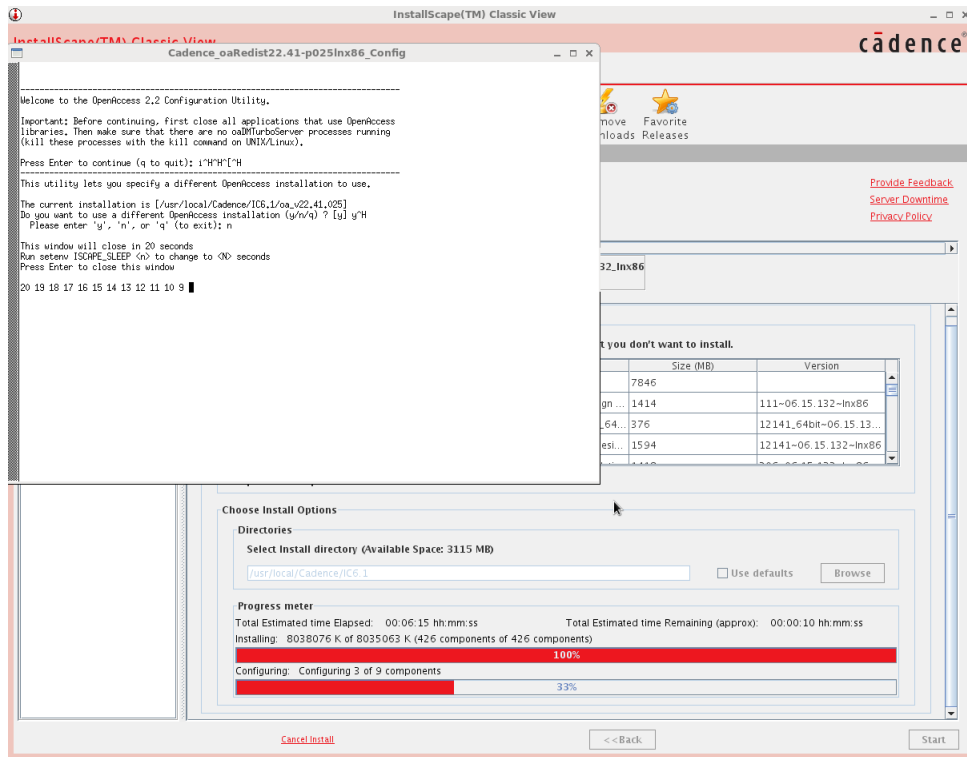 InstallScape(TM) Classic View
InstallScape(TM) Classic View
cādence
Cadence_oaRedist22.41-p025lnx86_Config
Welcome to the OpenAccess 2.2 Configuration Utility.
Important: Before continuing, first close all applications that use OpenAccess
libraries. Then make sure that there are no oaDMTurboServer processes running
(kill these processes with the kill command on UNIX/Linux).
Press Enter to continue (q to quit): i^H^H^[^H
This utility lets you specify a different OpenAccess installation to use.
The current installation is [/usr/local/Cadence/IC6.1/oa_v22.41.025]
Do you want to use a different OpenAccess installation (y/n/q) ? [y] y^H
Please enter 'y', 'n', or 'q' (to exit): n
This window will close in 20 seconds
Run setenv ISCAPE_SLEEP <n> to change to <N> seconds
Press Enter to close this window
20 19 18 17 16 15 14 13 12 11 10 9
move Favorite
nloads Releases
Provide Feedback
Server Downtime
Privacy Policy
32_lnx86
t you don't want to install.
Size (MB) Version
7846
gn ... 1414 111~06.15.132~lnx86
_64... 376 12141_64bit~06.15.13...
esi... 1594 12141~06.15.132~lnx86
Choose Install Options
Directories
Select Install directory (Available Space: 3115 MB)
/usr/local/Cadence/IC6.1 Use defaults Browse
Progress meter
Total Estimated time Elapsed: 00:06:15 hh:mm:ss Total Estimated time Remaining (approx): 00:00:10 hh:mm:ss
Installing: 8038076 K of 8035063 K (426 components of 426 components)
100%
Configuring: Configuring 3 of 9 components
33%
Cancel Install <<Back Start